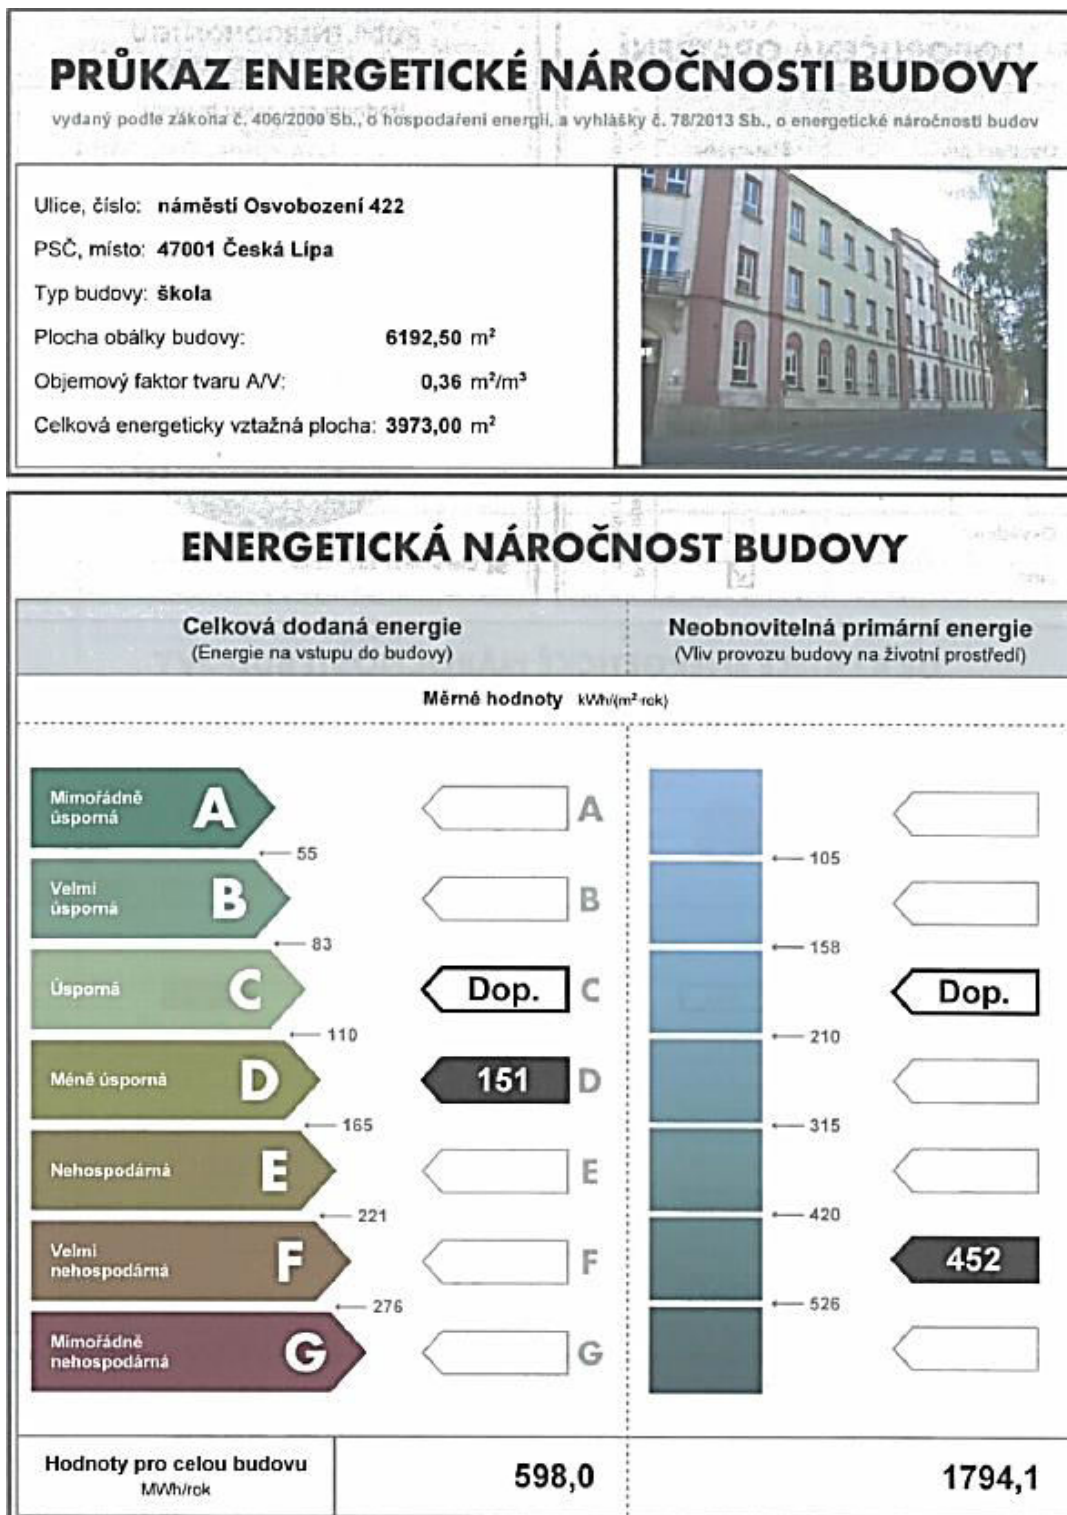 PRŮKAZ ENERGETICKÉ NÁROČNOSTI BUDOVY
vydaný podle zákona č. 406/2000 Sb., o hospodaření energií, a vyhlášky č. 78/2013 Sb., o energetické náročnosti budov
Ulice, číslo: náměstí Osvobození 422
PSČ, místo: 47001 Česká Lípa
Typ budovy: škola
Plocha obálky budovy: 6192,50 m²
Objemový faktor tvaru A/V: 0,36 m²/m³
Celková energeticky vztažná plocha: 3973,00 m²
ENERGETICKÁ NÁROČNOST BUDOVY
Celková dodaná energie
(Energie na vstupu do budovy)
Neobnovitelná primární energie
(Vliv provozu budovy na životní prostředí)
Měrné hodnoty kWh/(m²·rok)
Mimořádně
úsporná A A
55 105
Velmi
úsporná B B
83 158
Úsporná C Dop. C Dop.
110 210
Méně úsporná D 151 D
165 315
Nehospodárná E E
221 420
Velmi
nehospodárná F F 452
276 526
Mimořádně
nehospodárná G G
Hodnoty pro celou budovu
MWh/rok
598,0 1794,1